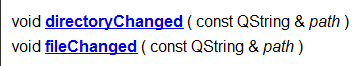 void directoryChanged ( const QString & path )
void fileChanged ( const QString & path )